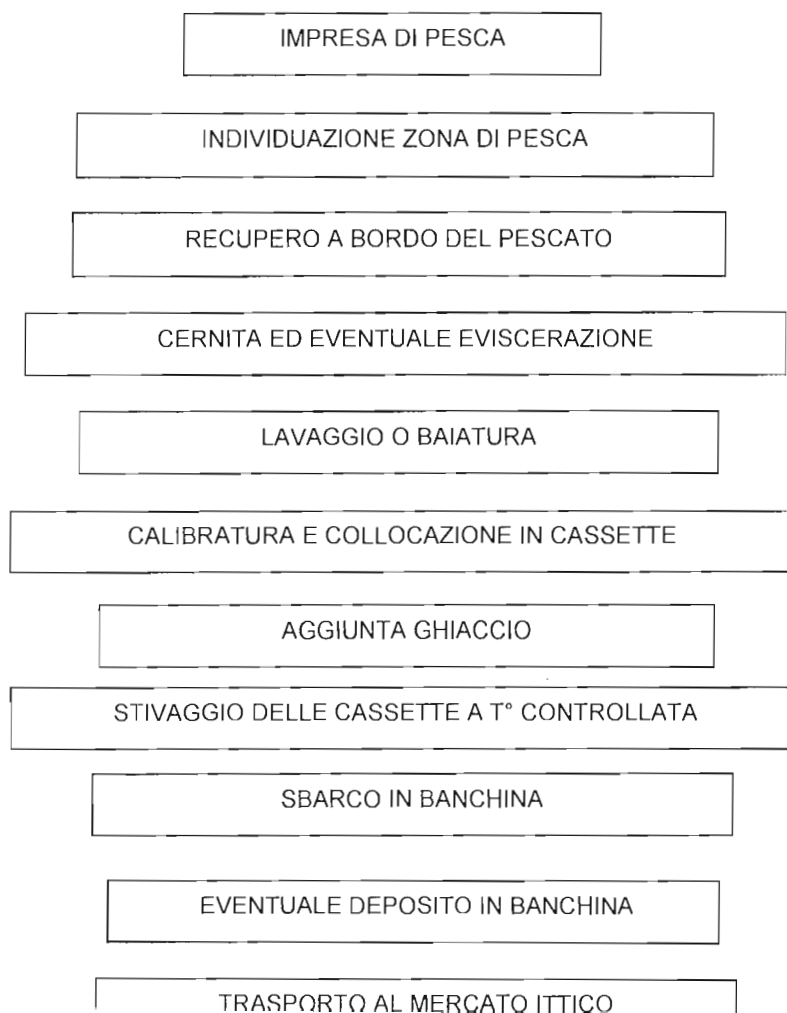 IMPRESA DI PESCA
INDIVIDUAZIONE ZONA DI PESCA
RECUPERO A BORDO DEL PESCATO
CERNITA ED EVENTUALE EVISCERAZIONE
LAVAGGIO O BAIATURA
CALIBRATURA E COLLOCAZIONE IN CASSETTE
AGGIUNTA GHIACCIO
STIVAGGIO DELLE CASSETTE A T° CONTROLLATA
SBARCO IN BANCHINA
EVENTUALE DEPOSITO IN BANCHINA
TRASPORTO AL MERCATO ITTICO